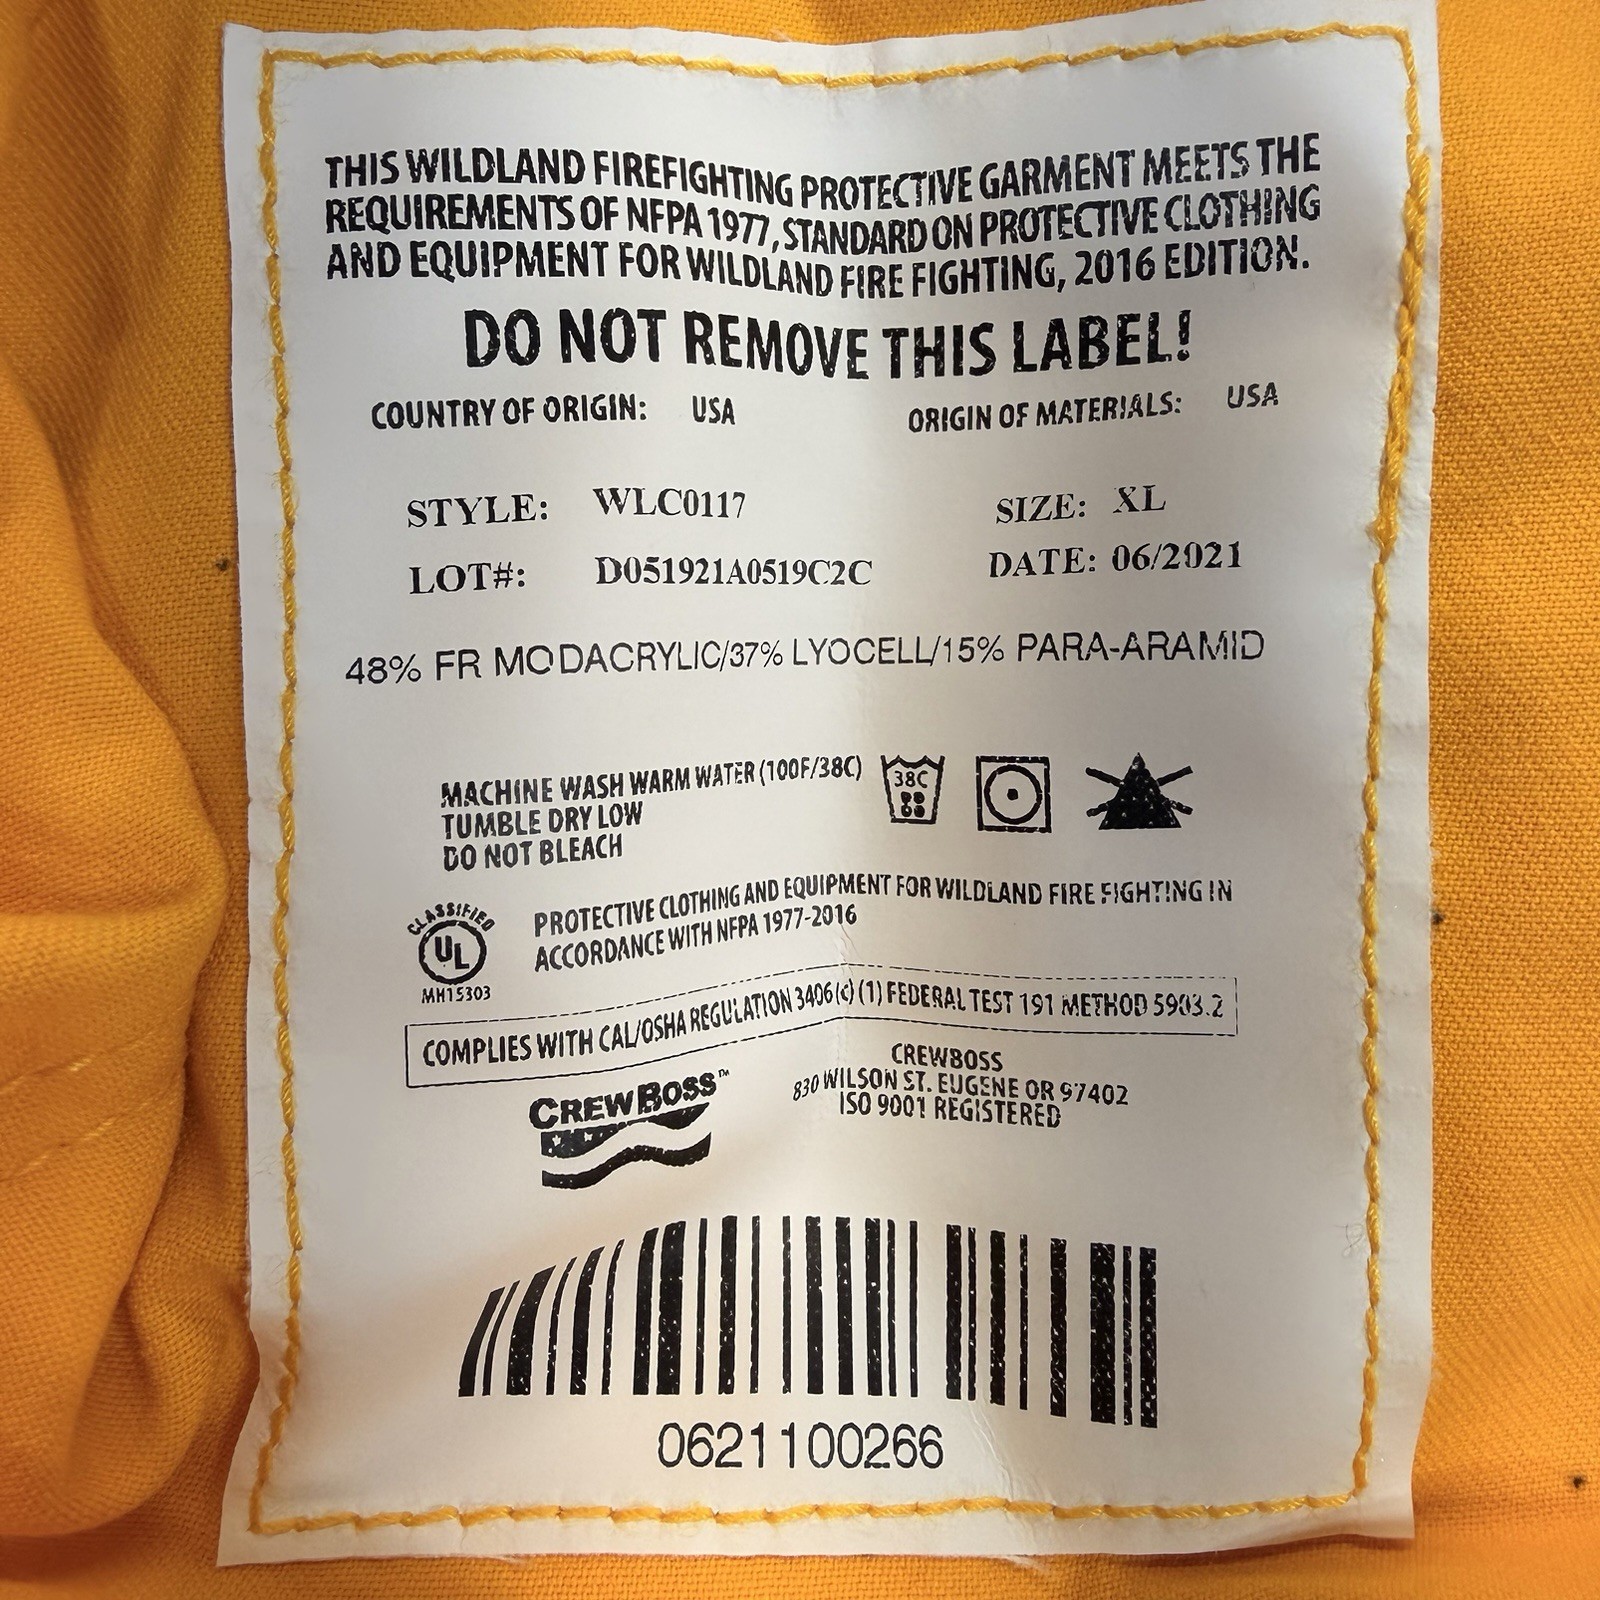 THIS WILDLAND FIREFIGHTING PROTECTIVE GARMENT MEETS THE
REQUIREMENTS OF NFPA 1977, STANDARD ON PROTECTIVE CLOTHING
AND EQUIPMENT FOR WILDLAND FIRE FIGHTING, 2016 EDITION.
DO NOT REMOVE THIS LABEL!
COUNTRY OF ORIGIN: USA ORIGIN OF MATERIALS: USA
STYLE: WLC0117 SIZE: XL
LOT#: D051921A0519C2C DATE: 06/2021
48% FR MODACRYLIC/37% LYOCELL/15% PARA-ARAMID
MACHINE WASH WARM WATER (100F/38C) 38C
TUMBLE DRY LOW
DO NOT BLEACH
CLASSIFIED
UL
MH15303
PROTECTIVE CLOTHING AND EQUIPMENT FOR WILDLAND FIRE FIGHTING IN
ACCORDANCE WITH NFPA 1977-2016
COMPLIES WITH CAL/OSHA REGULATION 3406(c)(1) FEDERAL TEST 191 METHOD 5903.2
CREWBOSS™
CREWBOSS
830 WILSON ST. EUGENE OR 97402
ISO 9001 REGISTERED
0621100266